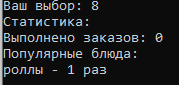 Ваш выбор: 8
Статистика:
Выполнено заказов: 0
Популярные блюда:
роллы - 1 раз